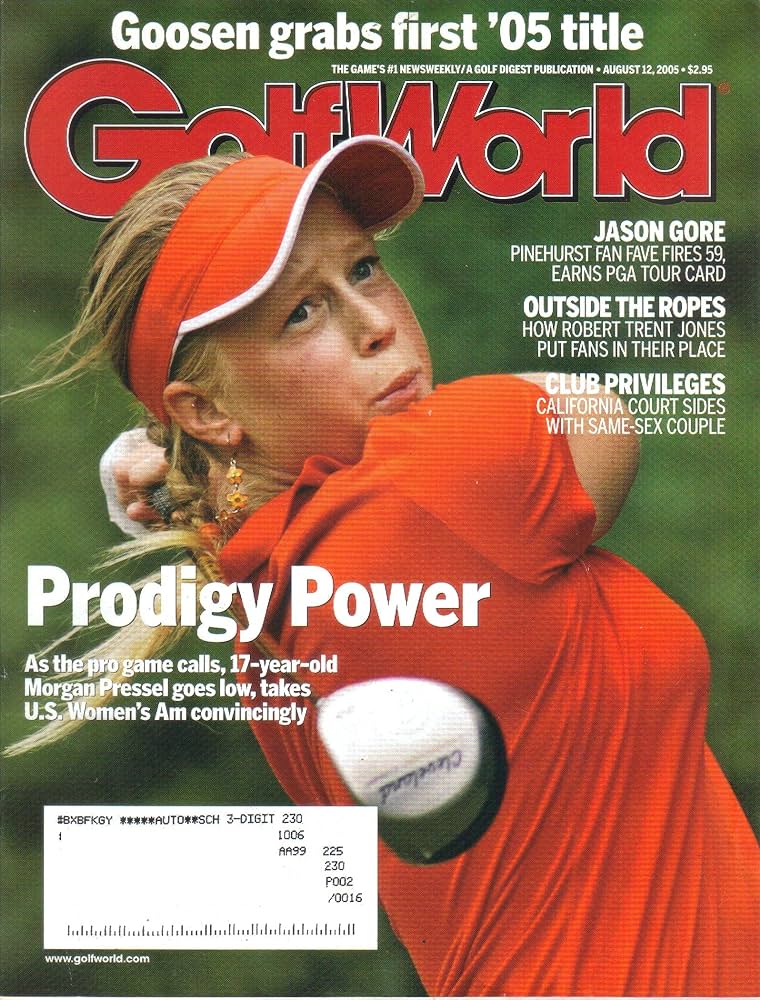 Goosen grabs first ’05 title
THE GAME'S #1 NEWSWEEKLY/A GOLF DIGEST PUBLICATION • AUGUST 12, 2005 • $2.95
GolfWorld®
JASON GORE
PINEHURST FAN FAVE FIRES 59,
EARNS PGA TOUR CARD
OUTSIDE THE ROPES
HOW ROBERT TRENT JONES
PUT FANS IN THEIR PLACE
CLUB PRIVILEGES
CALIFORNIA COURT SIDES
WITH SAME-SEX COUPLE
Prodigy Power
As the pro game calls, 17-year-old
Morgan Pressel goes low, takes
U.S. Women's Am convincingly
Cleveland
#BXBFKGY *****AUTO**SCH 3-DIGIT 230
1006
AA99 225
230
P002
/0016
www.golfworld.com